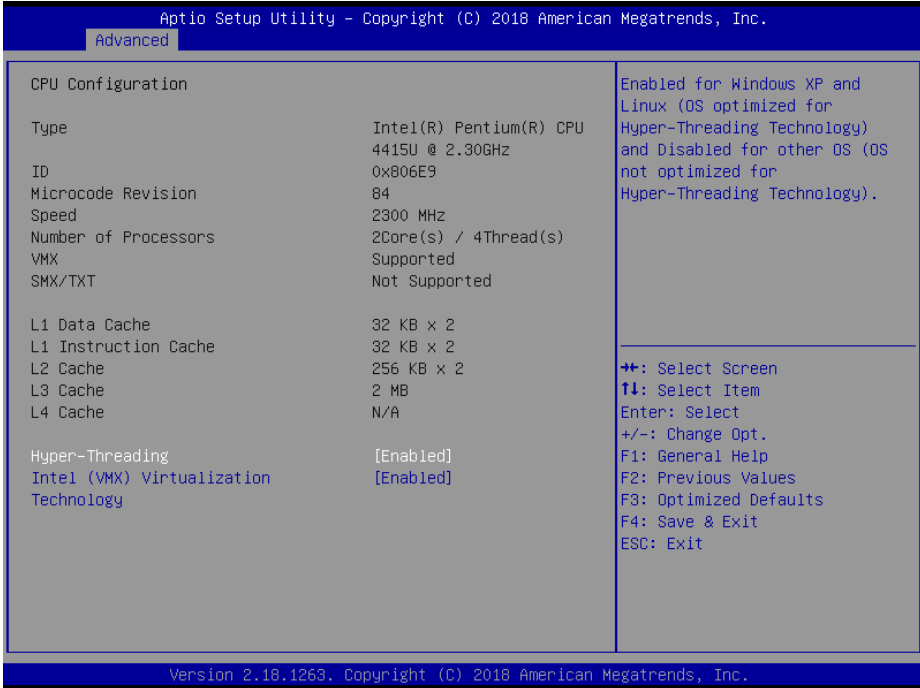 Aptio Setup Utility – Copyright (C) 2018 American Megatrends, Inc.
Advanced
CPU Configuration
Type Intel(R) Pentium(R) CPU
4415U @ 2.30GHz
ID 0x806E9
Microcode Revision 84
Speed 2300 MHz
Number of Processors 2Core(s) / 4Thread(s)
VMX Supported
SMX/TXT Not Supported
L1 Data Cache 32 KB x 2
L1 Instruction Cache 32 KB x 2
L2 Cache 256 KB x 2
L3 Cache 2 MB
L4 Cache N/A
Hyper-Threading [Enabled]
Intel (VMX) Virtualization [Enabled]
Technology
Enabled for Windows XP and
Linux (OS optimized for
Hyper-Threading Technology)
and Disabled for other OS (OS
not optimized for
Hyper-Threading Technology).
→←: Select Screen
↑↓: Select Item
Enter: Select
+/-: Change Opt.
F1: General Help
F2: Previous Values
F3: Optimized Defaults
F4: Save & Exit
ESC: Exit
Version 2.18.1263. Copyright (C) 2018 American Megatrends, Inc.